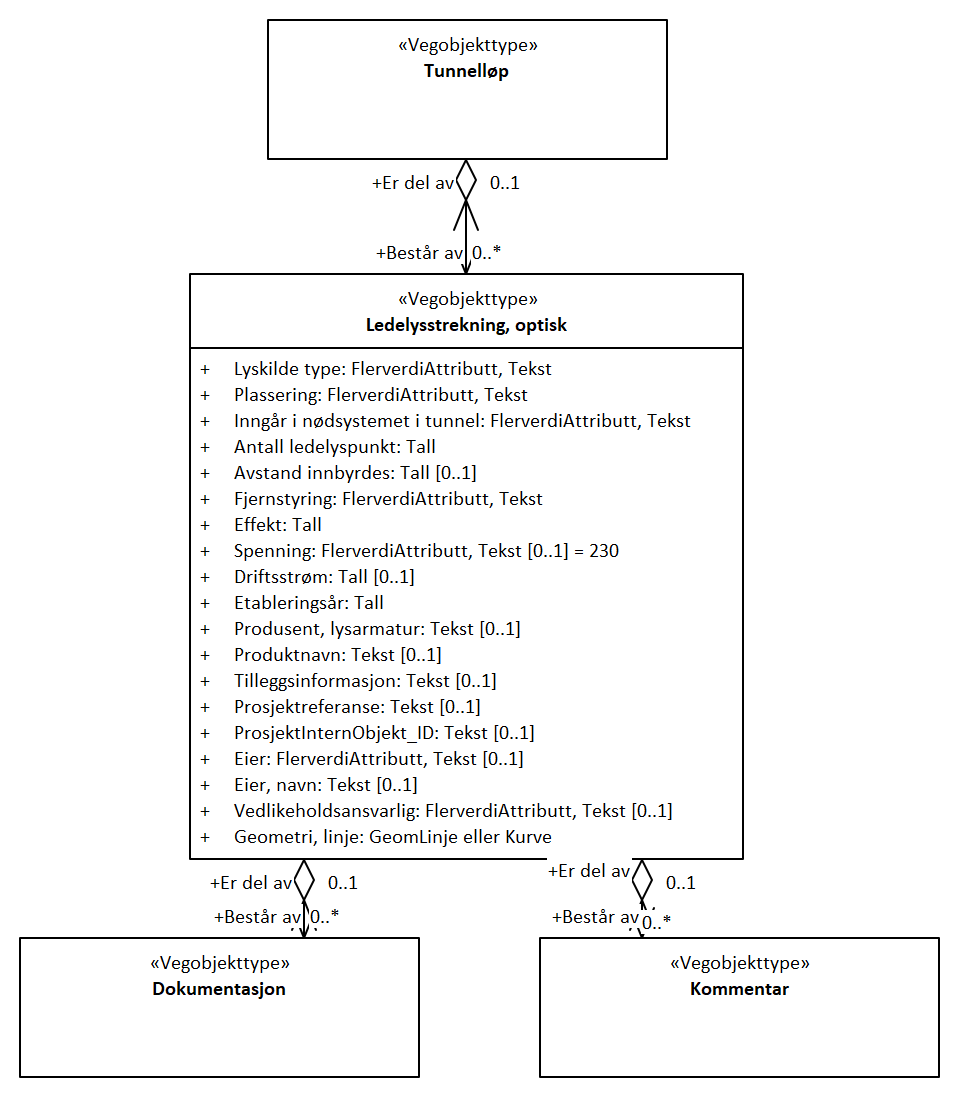 «Vegobjekttype»
Tunnelløp
+Er del av 0..1
+Består av 0..*
«Vegobjekttype»
Ledelysstrekning, optisk
+ Lyskilde type: FlerverdiAttributt, Tekst
+ Plassering: FlerverdiAttributt, Tekst
+ Inngår i nødsystemet i tunnel: FlerverdiAttributt, Tekst
+ Antall ledelyspunkt: Tall
+ Avstand innbyrdes: Tall [0..1]
+ Fjernstyring: FlerverdiAttributt, Tekst
+ Effekt: Tall
+ Spenning: FlerverdiAttributt, Tekst [0..1] = 230
+ Driftsstrøm: Tall [0..1]
+ Etableringsår: Tall
+ Produsent, lysarmatur: Tekst [0..1]
+ Produktnavn: Tekst [0..1]
+ Tilleggsinformasjon: Tekst [0..1]
+ Prosjektreferanse: Tekst [0..1]
+ ProsjektInternObjekt_ID: Tekst [0..1]
+ Eier: FlerverdiAttributt, Tekst [0..1]
+ Eier, navn: Tekst [0..1]
+ Vedlikeholdsansvarlig: FlerverdiAttributt, Tekst [0..1]
+ Geometri, linje: GeomLinje eller Kurve
+Er del av 0..1
+Består av 0..*
«Vegobjekttype»
Dokumentasjon
+Er del av 0..1
+Består av 0..*
«Vegobjekttype»
Kommentar